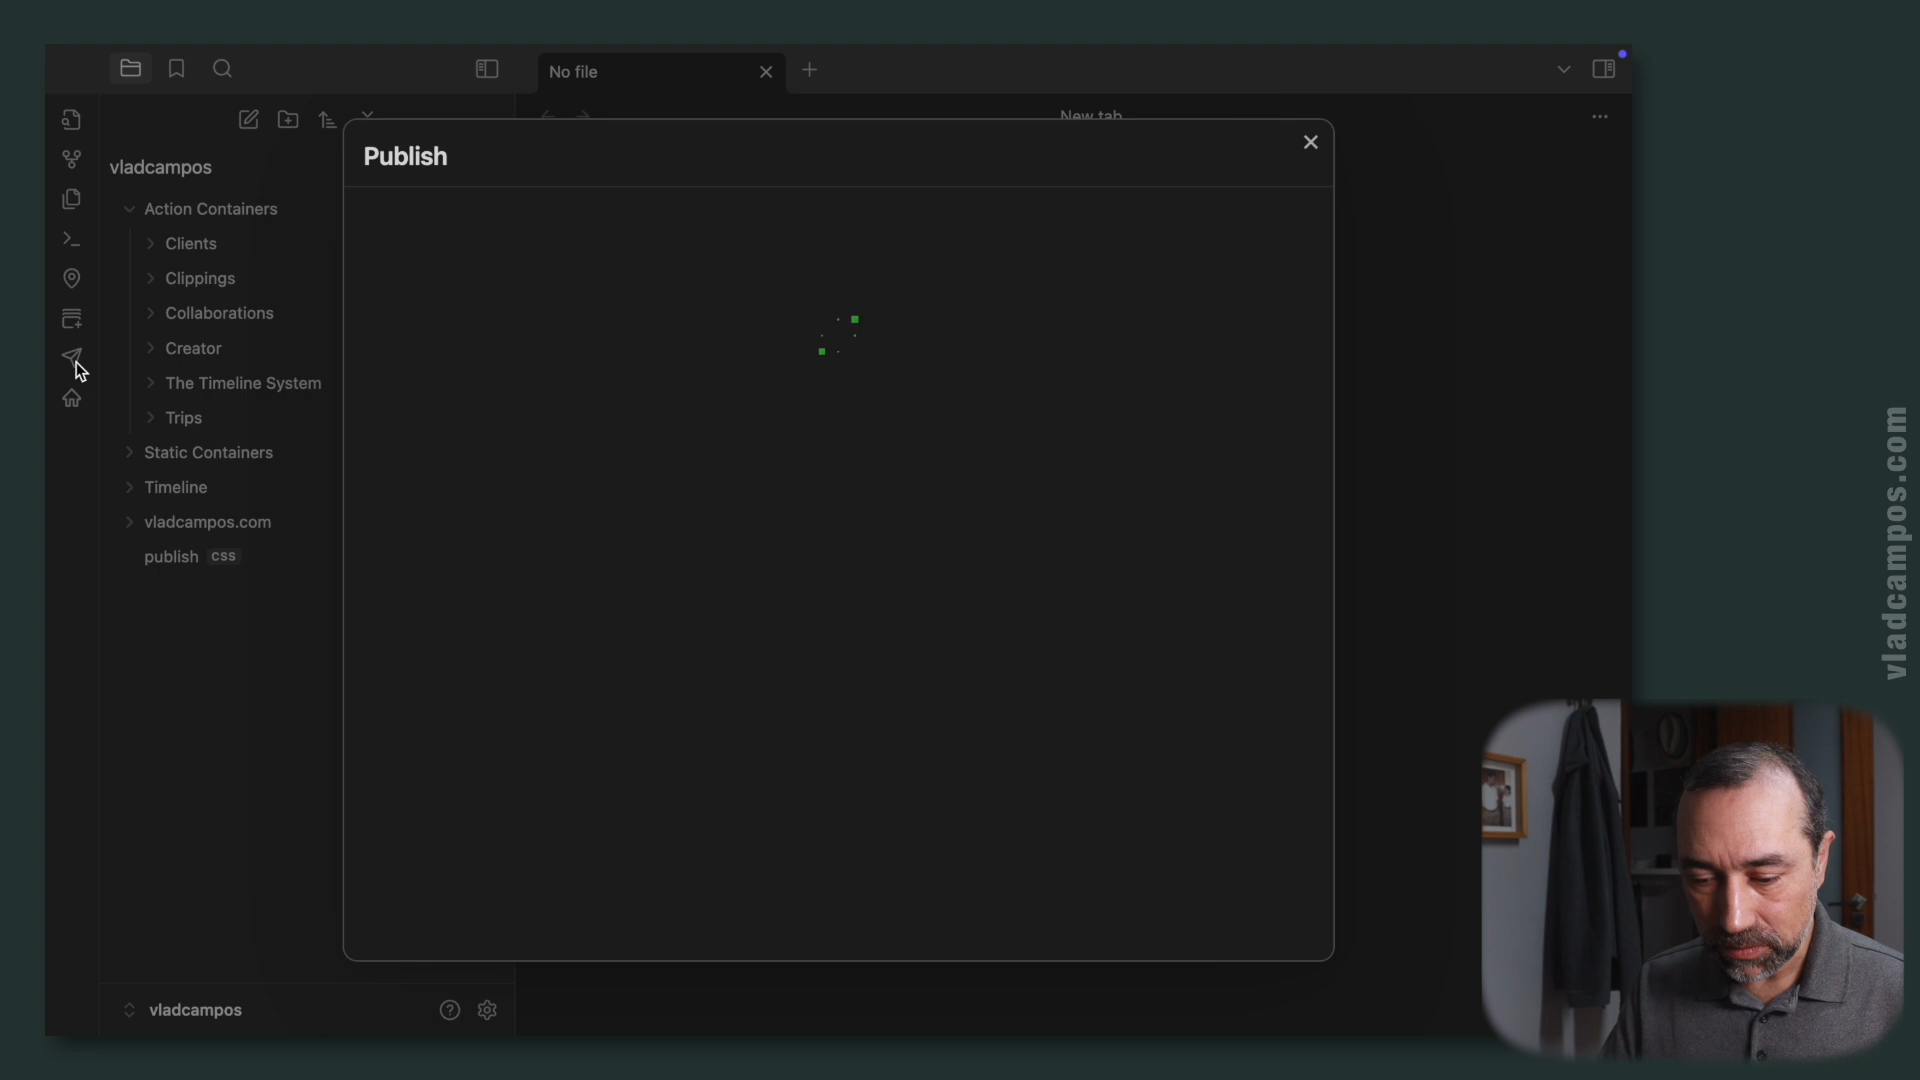 No file
New tab
Publish
vladcampos
Action Containers
Clients
Clippings
Collaborations
Creator
The Timeline System
Trips
Static Containers
Timeline
vladcampos.com
publish CSS
vladcampos
vladcampos.com